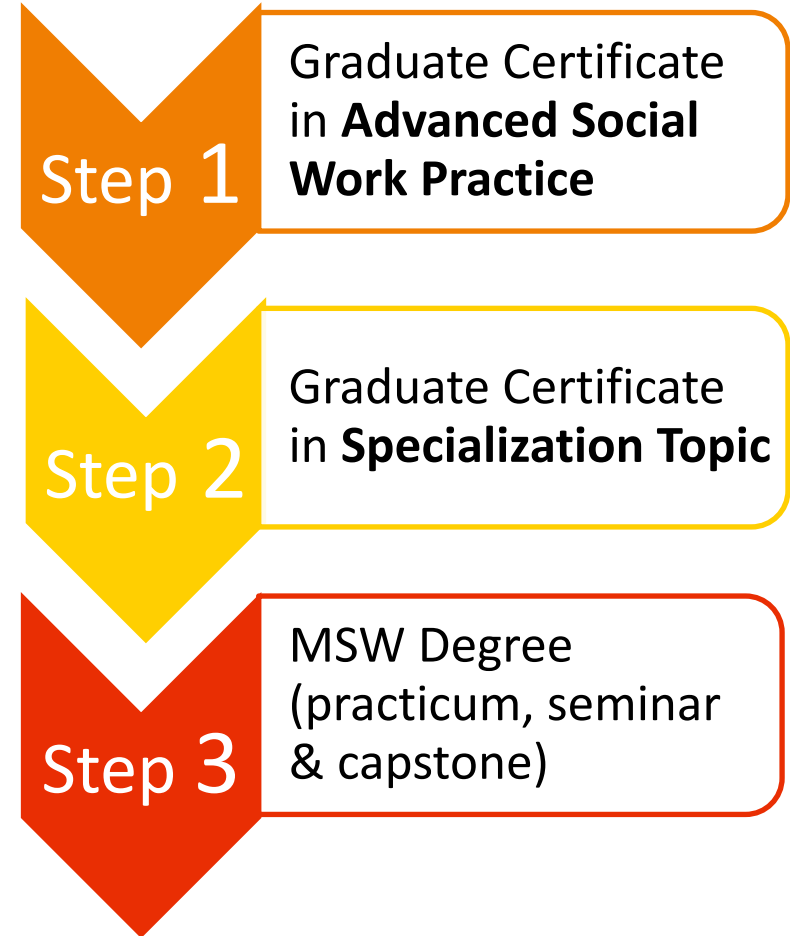 Step 1
Graduate Certificate
in Advanced Social
Work Practice
Step 2
Graduate Certificate
in Specialization Topic
Step 3
MSW Degree
(practicum, seminar
& capstone)